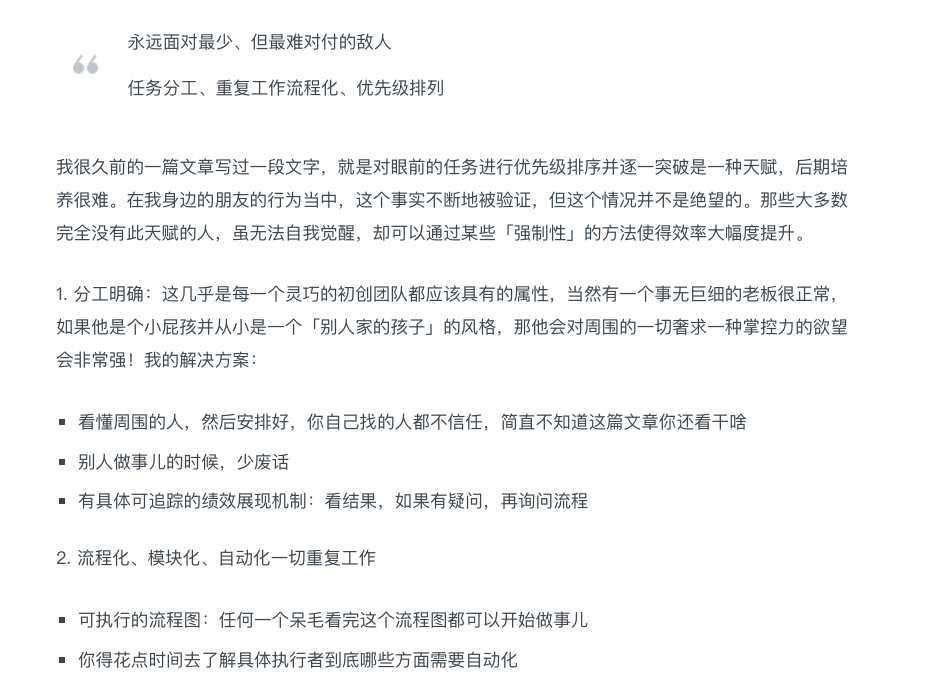 永远面对最少、但最难对付的敌人
任务分工、重复工作流程化、优先级排列
我很久前的一篇文章写过一段文字，就是对眼前的任务进行优先级排序并逐一突破是一种天赋，后期培
养很难。在我身边的朋友的行为当中，这个事实不断地被验证，但这个情况并不是绝望的。那些大多数
完全没有此天赋的人，虽无法自我觉醒，却可以通过某些「强制性」的方法使得效率大幅度提升。
1. 分工明确：这几乎是每一个灵巧的初创团队都应该具有的属性，当然有一个事无巨细的老板很正常，
如果他是个小屁孩并从小是一个「别人家的孩子」的风格，那他会对周围的一切奢求一种掌控力的欲望
会非常强！我的解决方案：
▪ 看懂周围的人，然后安排好，你自己找的人都不信任，简直不知道这篇文章你还看干啥
▪ 别人做事儿的时候，少废话
▪ 有具体可追踪的绩效展现机制：看结果，如果有疑问，再询问流程
2. 流程化、模块化、自动化一切重复工作
▪ 可执行的流程图：任何一个呆毛看完这个流程图都可以开始做事儿
▪ 你得花点时间去了解具体执行者到底哪些方面需要自动化